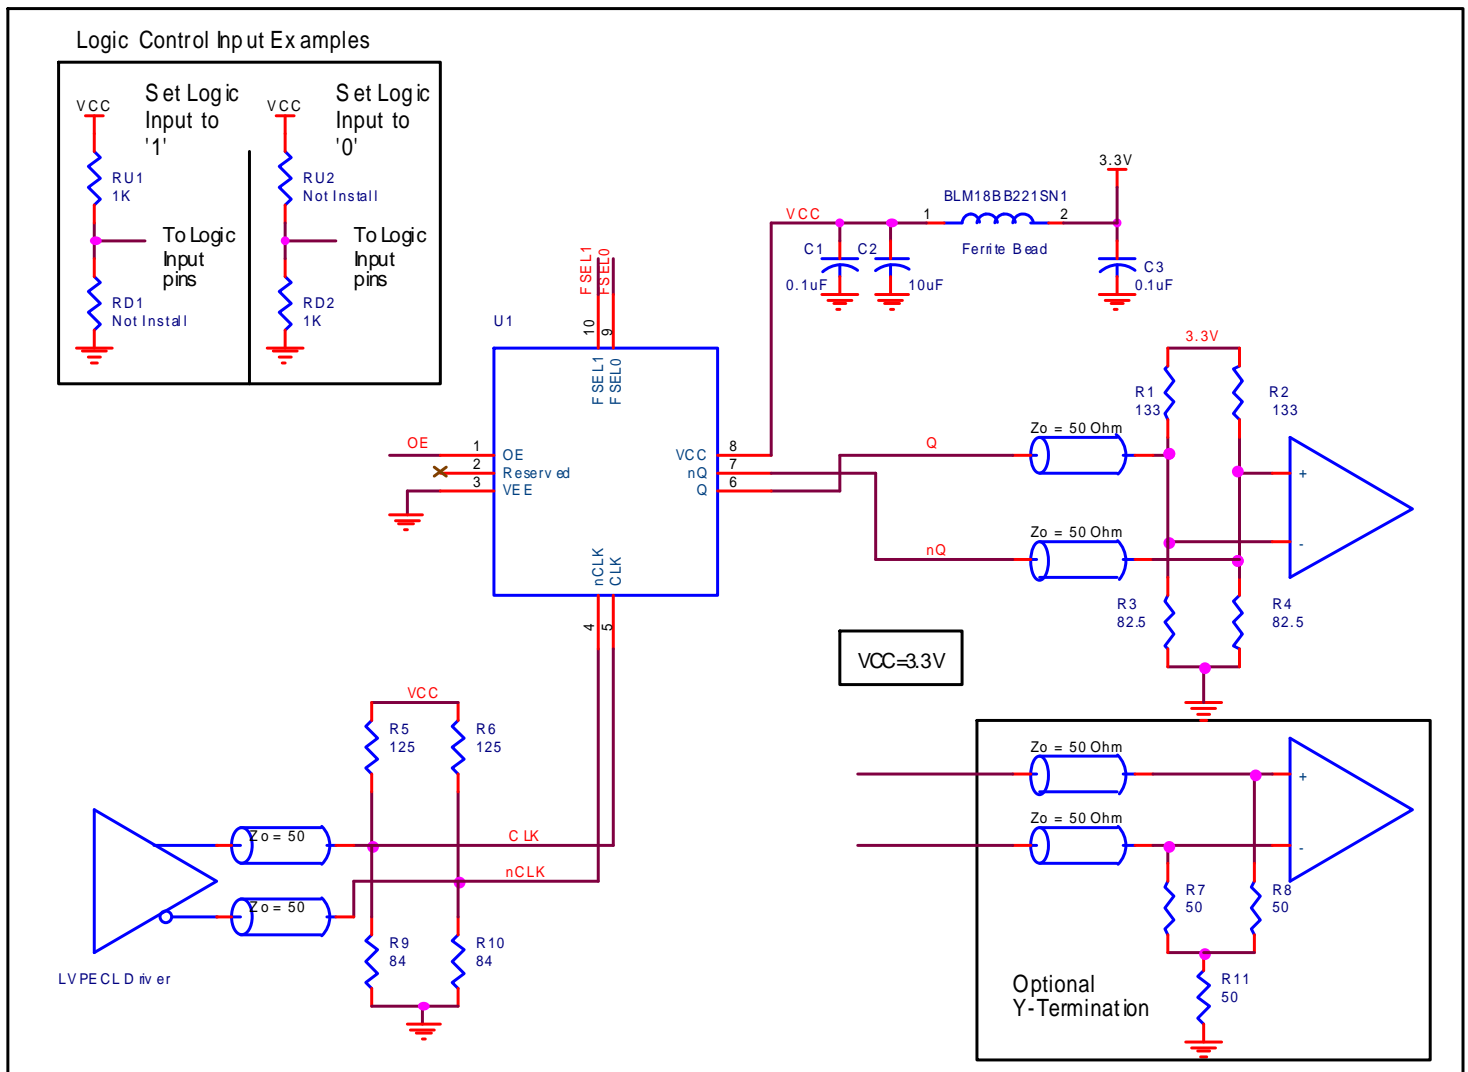 Logic Control Input Examples
VCC
Set Logic
Input to
'1'
RU1
1K
To Logic
Input
pins
RD1
Not Install
VCC
Set Logic
Input to
'0'
RU2
Not Install
To Logic
Input
pins
RD2
1K
3.3V
BLM18BB221SN1
VCC
1
2
Ferrite Bead
C1
0.1uF
C2
10uF
C3
0.1uF
FSEL1
FSEL0
10
9
U1
FSEL1
FSEL0
OE
1
OE
2
Reserved
3
VEE
VCC
8
nQ
7
Q
6
nCLK
CLK
4
5
Q
Zo = 50 Ohm
nQ
Zo = 50 Ohm
3.3V
R1
133
R2
133
+
-
R3
82.5
R4
82.5
VCC=3.3V
VCC
R5
125
R6
125
Zo = 50
CLK
nCLK
Zo = 50
R9
84
R10
84
LVPECL Driver
Zo = 50 Ohm
+
Zo = 50 Ohm
-
R7
50
R8
50
R11
50
Optional
Y-Termination